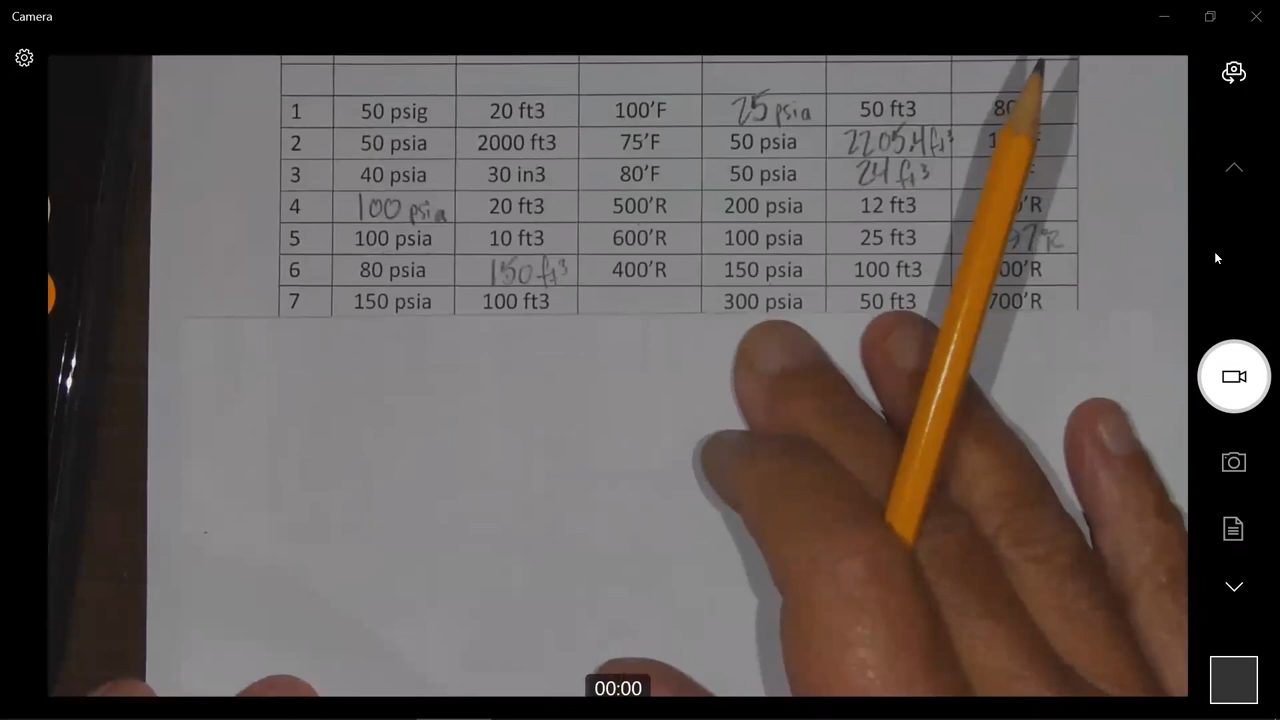 Camera
1 50 psig 20 ft3 100'F 25 psia 50 ft3
2 50 psia 2000 ft3 75'F 50 psia 2205.4 ft³
3 40 psia 30 in3 80'F 50 psia 24 ft³
4 100 psia 20 ft3 500'R 200 psia 12 ft3
5 100 psia 10 ft3 600'R 100 psia 25 ft3
6 80 psia 150 ft³ 400'R 150 psia 100 ft3
7 150 psia 100 ft3 300 psia 50 ft3 700'R
00:00